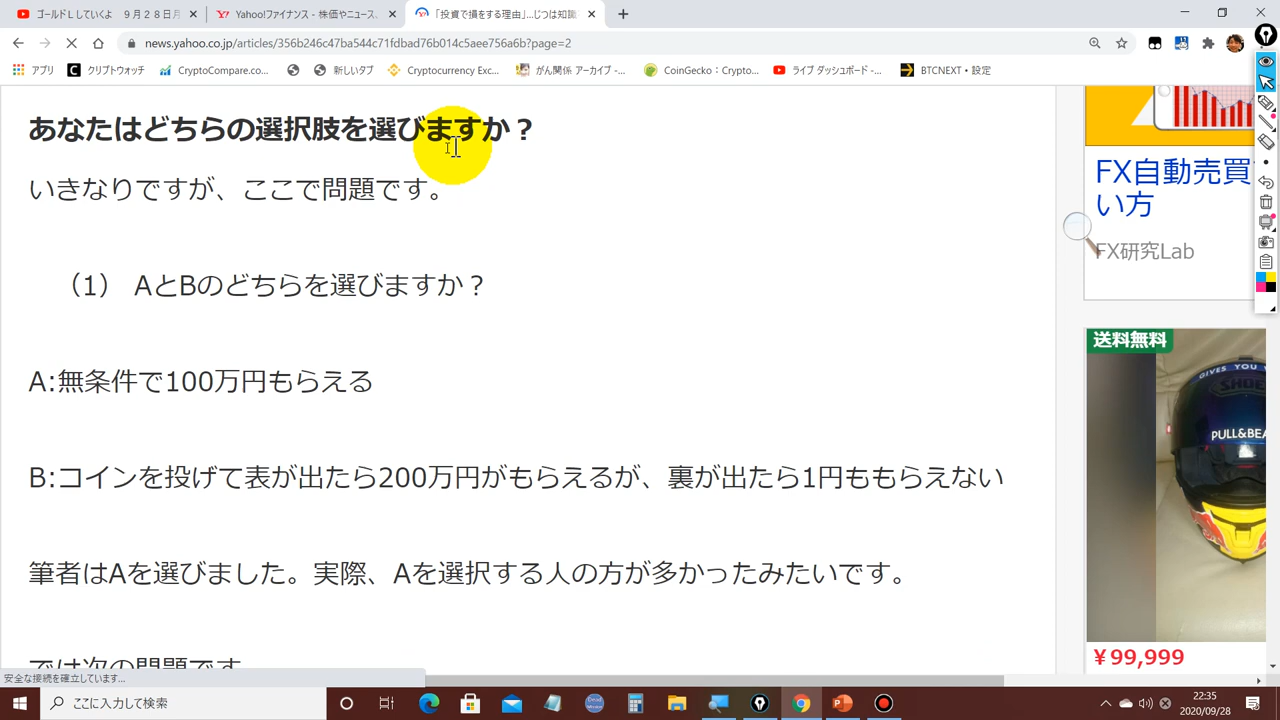 ゴールドLしていくよ 9月28日月
Yahoo!ファイナンス - 株価やニュース、
「投資で損をする理由」…じつは知識
news.yahoo.co.jp/articles/356b246c47ba544c71fdbad76b014c5aee756a6b?page=2
アプリ
クリプトウォッチ
CryptoCompare.co...
新しいタブ
Cryptocurrency Exc...
がん関係 アーカイブ -...
CoinGecko：Crypto...
ライブ ダッシュボード -...
BTCNEXT・設定
あなたはどちらの選択肢を選びますか？
いきなりですが、ここで問題です。
（1） AとBのどちらを選びますか？
A:無条件で100万円もらえる
B:コインを投げて表が出たら200万円がもらえるが、裏が出たら1円ももらえない
筆者はAを選びました。実際、Aを選択する人の方が多かったみたいです。
では次の問題です
FX自動売買
い方
FX研究Lab
送料無料
GIVES YOU
SHOEI
PULL&BEA
￥99,999
安全な接続を確立しています...
ここに入力して検索
22:35
2020/09/28